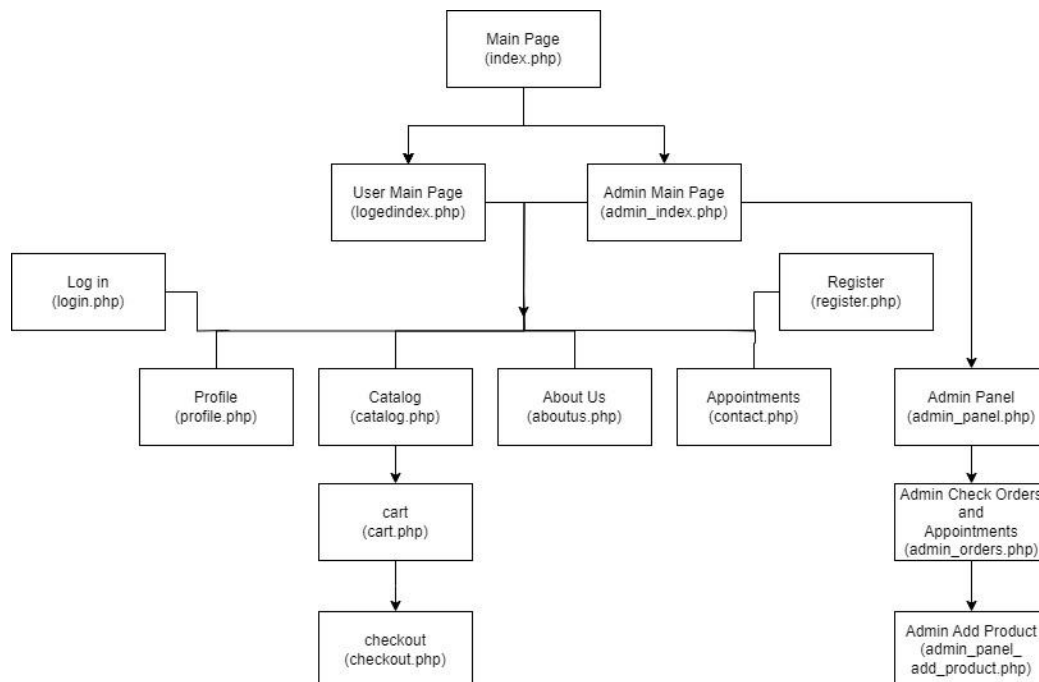 Main Page
(index.php)
User Main Page
(logedindex.php)
Admin Main Page
(admin_index.php)
Log in
(login.php)
Register
(register.php)
Profile
(profile.php)
Catalog
(catalog.php)
About Us
(aboutus.php)
Appointments
(contact.php)
Admin Panel
(admin_panel.php)
cart
(cart.php)
Admin Check Orders
and
Appointments
(admin_orders.php)
checkout
(checkout.php)
Admin Add Product
(admin_panel_
add_product.php)